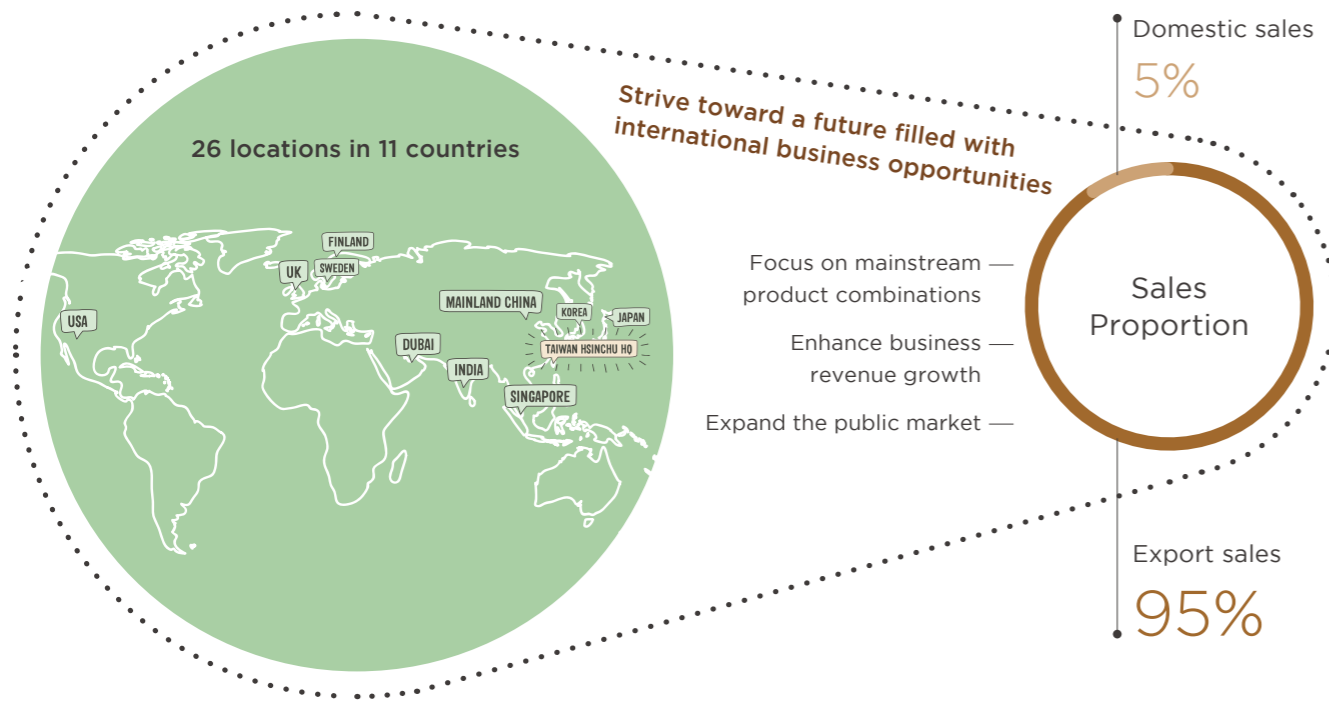 26 locations in 11 countries
FINLAND
UK
SWEDEN
USA
MAINLAND CHINA
KOREA
JAPAN
DUBAI
TAIWAN HSINCHU HQ
INDIA
SINGAPORE
Strive toward a future filled with
international business opportunities
Focus on mainstream
product combinations
Enhance business
revenue growth
Expand the public market
Domestic sales
5%
Sales
Proportion
Export sales
95%